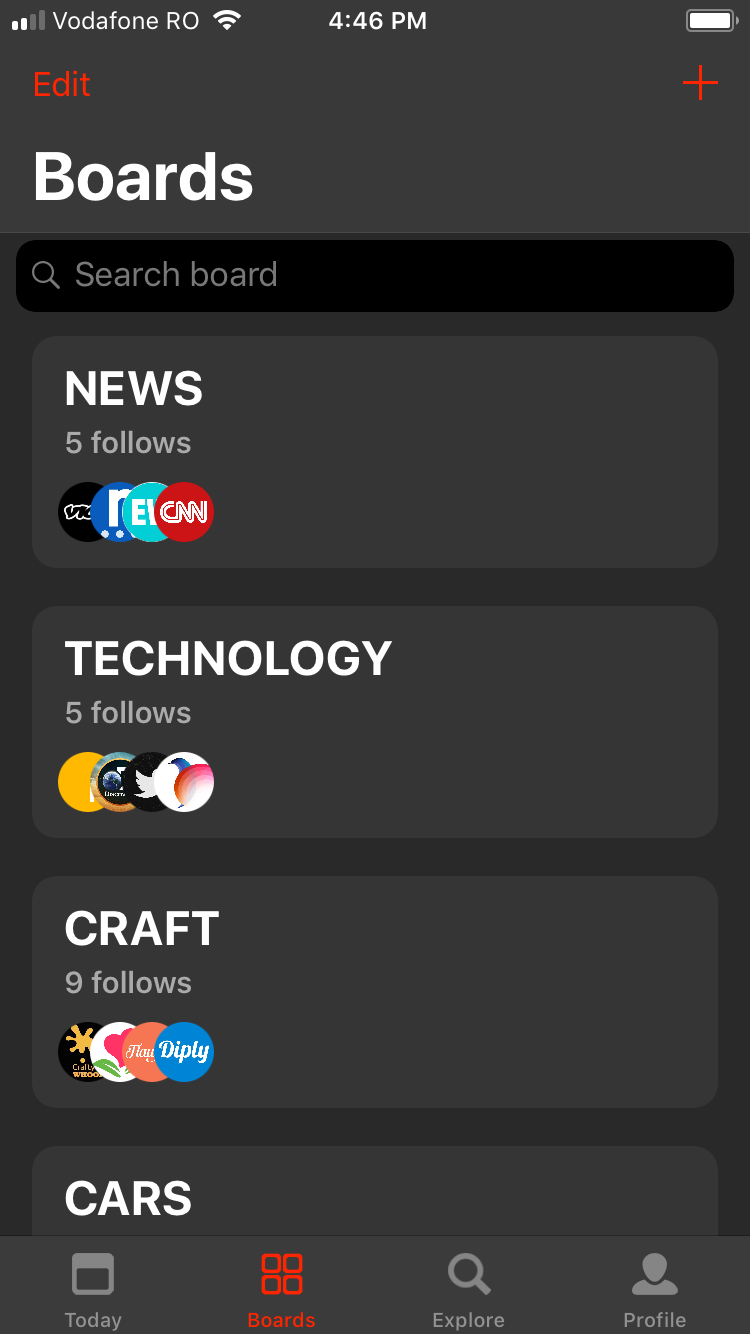 Vodafone RO
4:46 PM
Edit
Boards
Search board
NEWS
5 follows
CNN
TECHNOLOGY
5 follows
CRAFT
9 follows
Diply
CARS
Today
Boards
Explore
Profile